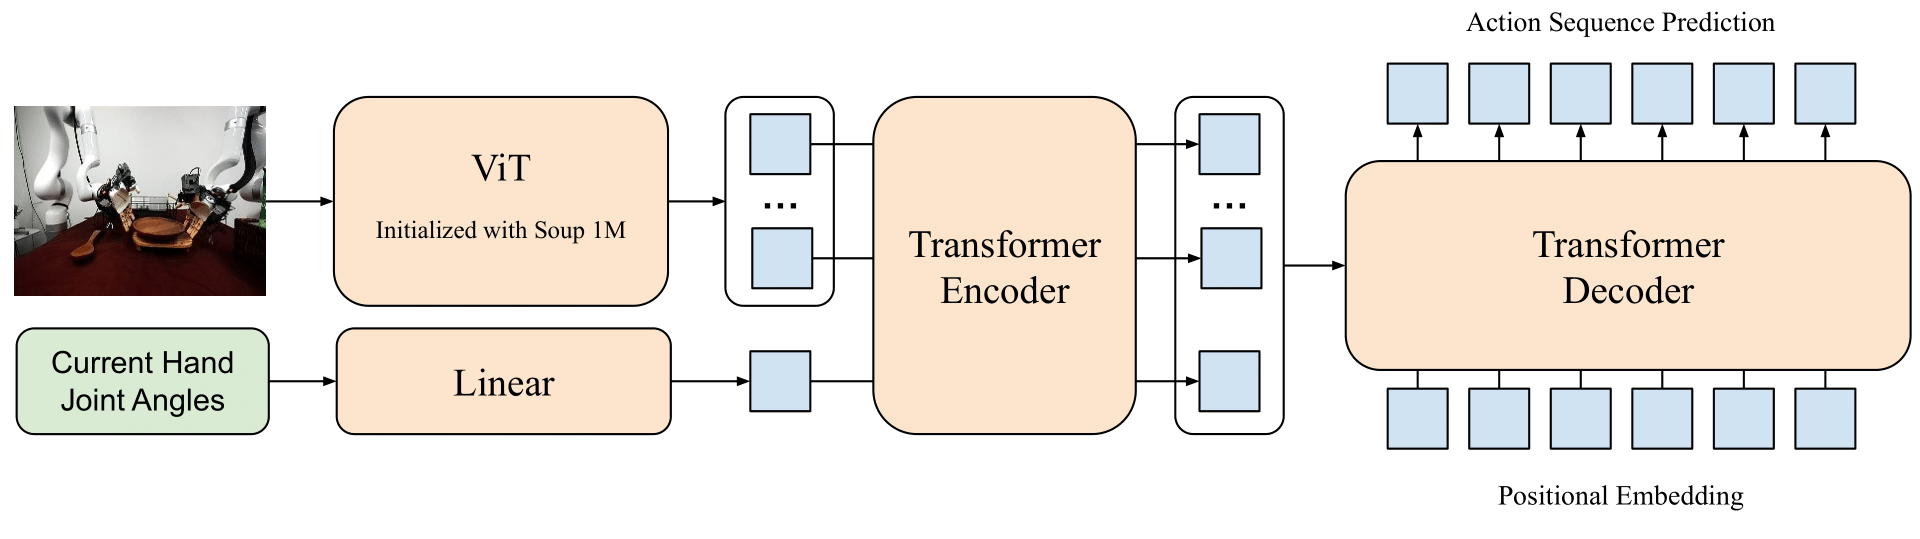 Action Sequence Prediction
ViT
Initialized with Soup 1M
...
...
Transformer
Encoder
Transformer
Decoder
Current Hand
Joint Angles
Linear
Positional Embedding